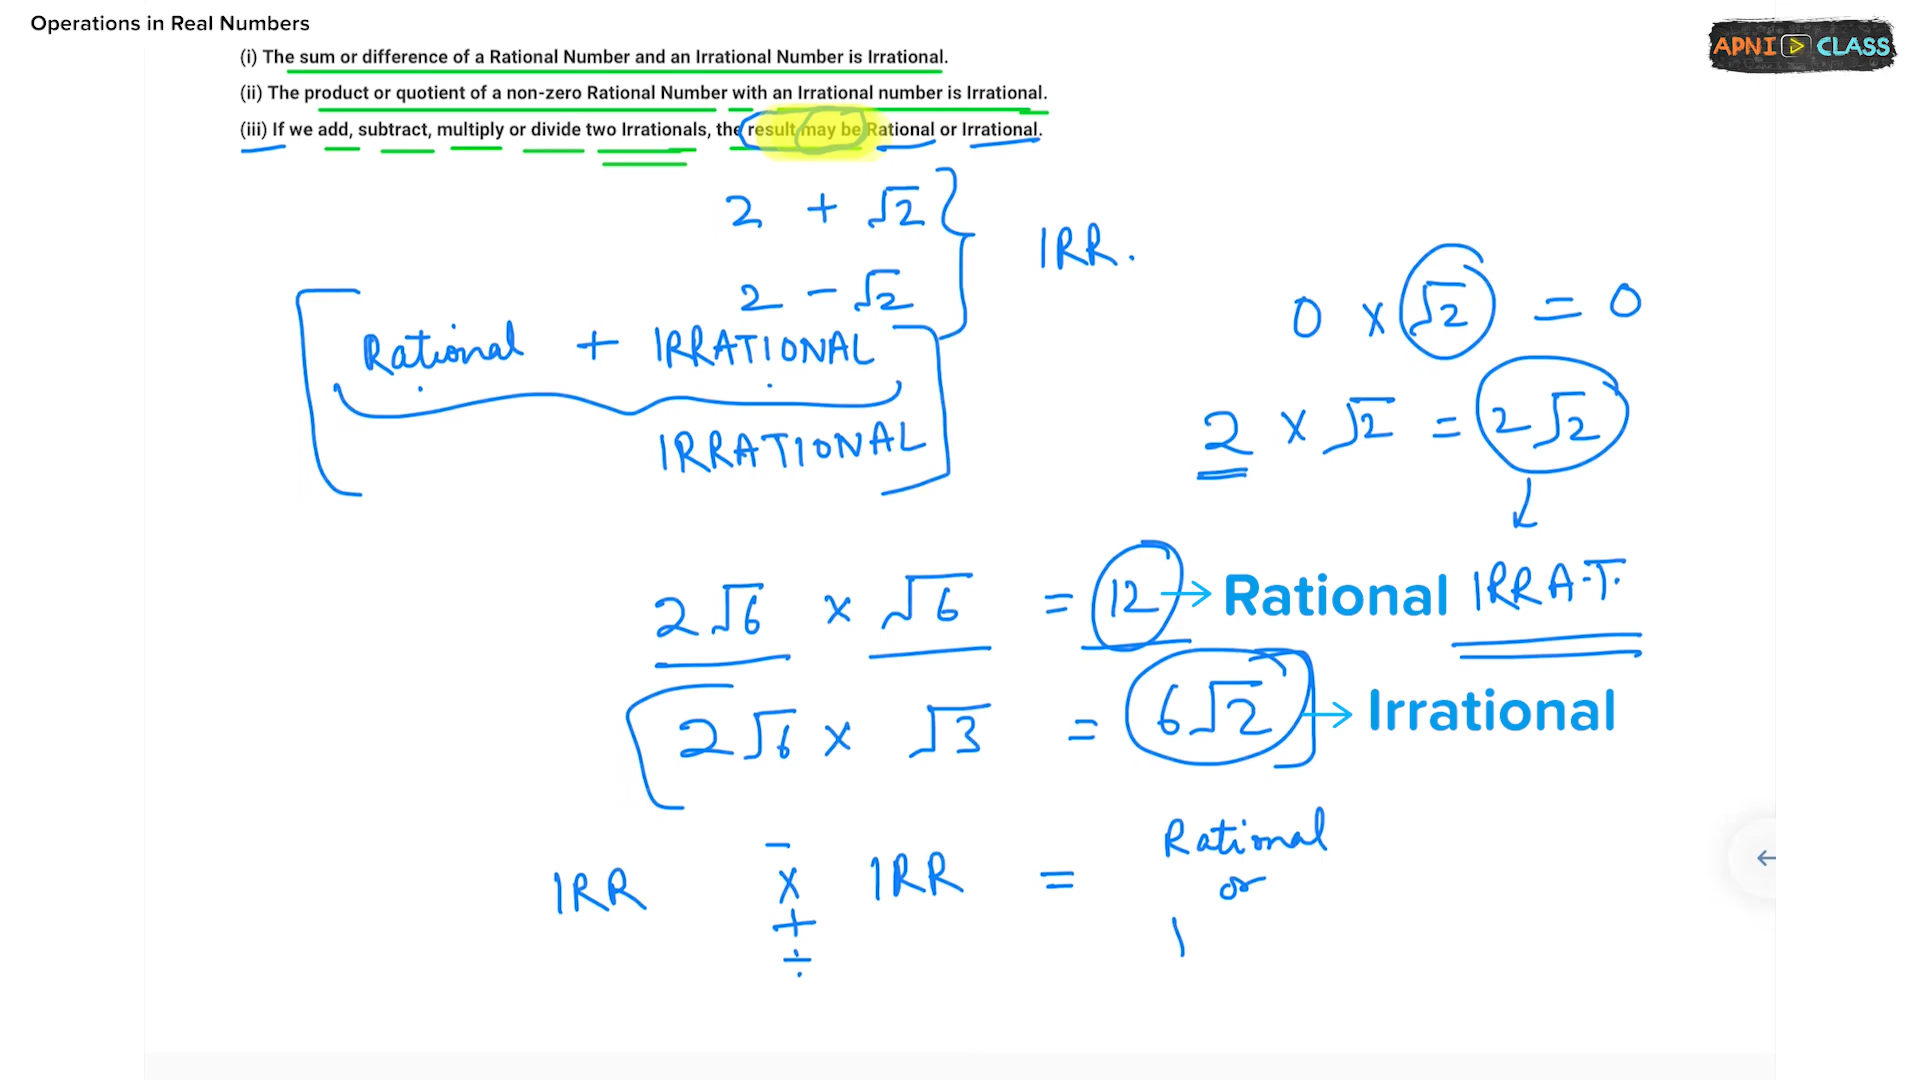 Operations in Real Numbers
APNI CLASS
(i) The sum or difference of a Rational Number and an Irrational Number is Irrational.
(ii) The product or quotient of a non-zero Rational Number with an Irrational number is Irrational.
(iii) If we add, subtract, multiply or divide two Irrationals, the result may be Rational or Irrational.
2 + √2
IRR.
2 - √2
0 × √2 = 0
Rational + IRRATIONAL
2 × √2 = 2√2
IRRATIONAL
2√6 × √6 = 12 → Rational
IRRAT.
2√6 × √3 = 6√2 → Irrational
Rational
IRR - × + ÷ IRR =
or
I